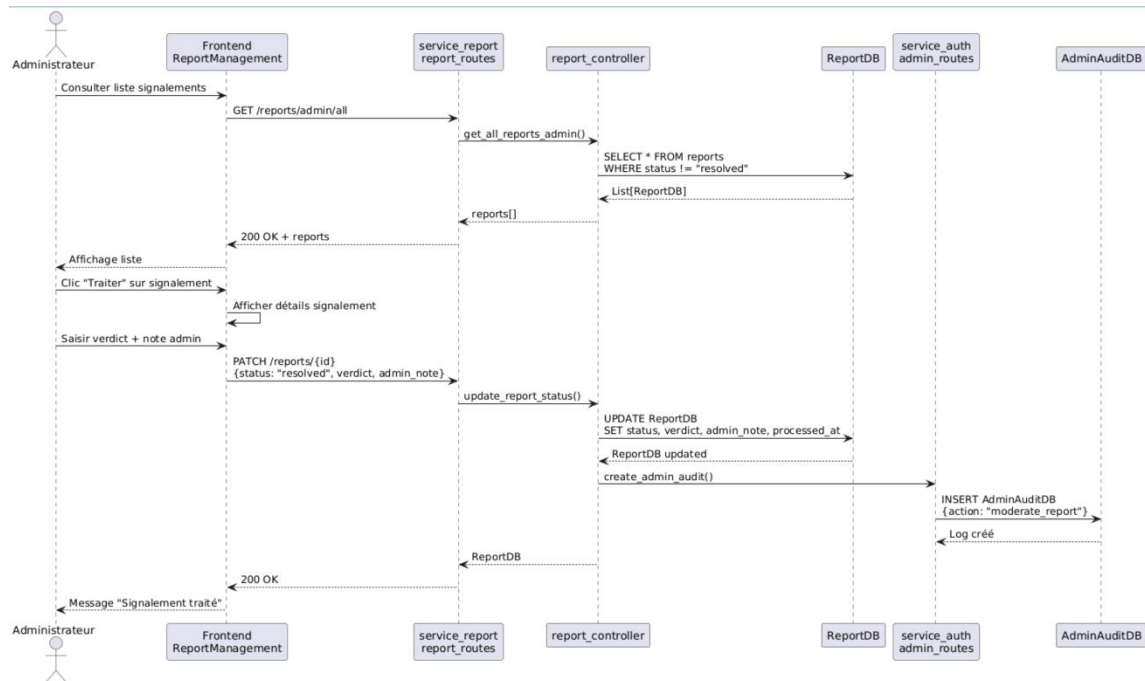 Administrateur
Frontend
ReportManagement
service_report
report_routes
report_controller
ReportDB
service_auth
admin_routes
AdminAuditDB
Consulter liste signalements
GET /reports/admin/all
get_all_reports_admin()
SELECT * FROM reports
WHERE status != "resolved"
List[ReportDB]
reports[]
200 OK + reports
Affichage liste
Clic "Traiter" sur signalement
Afficher détails signalement
Saisir verdict + note admin
PATCH /reports/{id}
{status: "resolved", verdict, admin_note}
update_report_status()
UPDATE ReportDB
SET status, verdict, admin_note, processed_at
ReportDB updated
create_admin_audit()
INSERT AdminAuditDB
{action: "moderate_report"}
Log créé
ReportDB
200 OK
Message "Signalement traité"
Administrateur
Frontend
ReportManagement
service_report
report_routes
report_controller
ReportDB
service_auth
admin_routes
AdminAuditDB